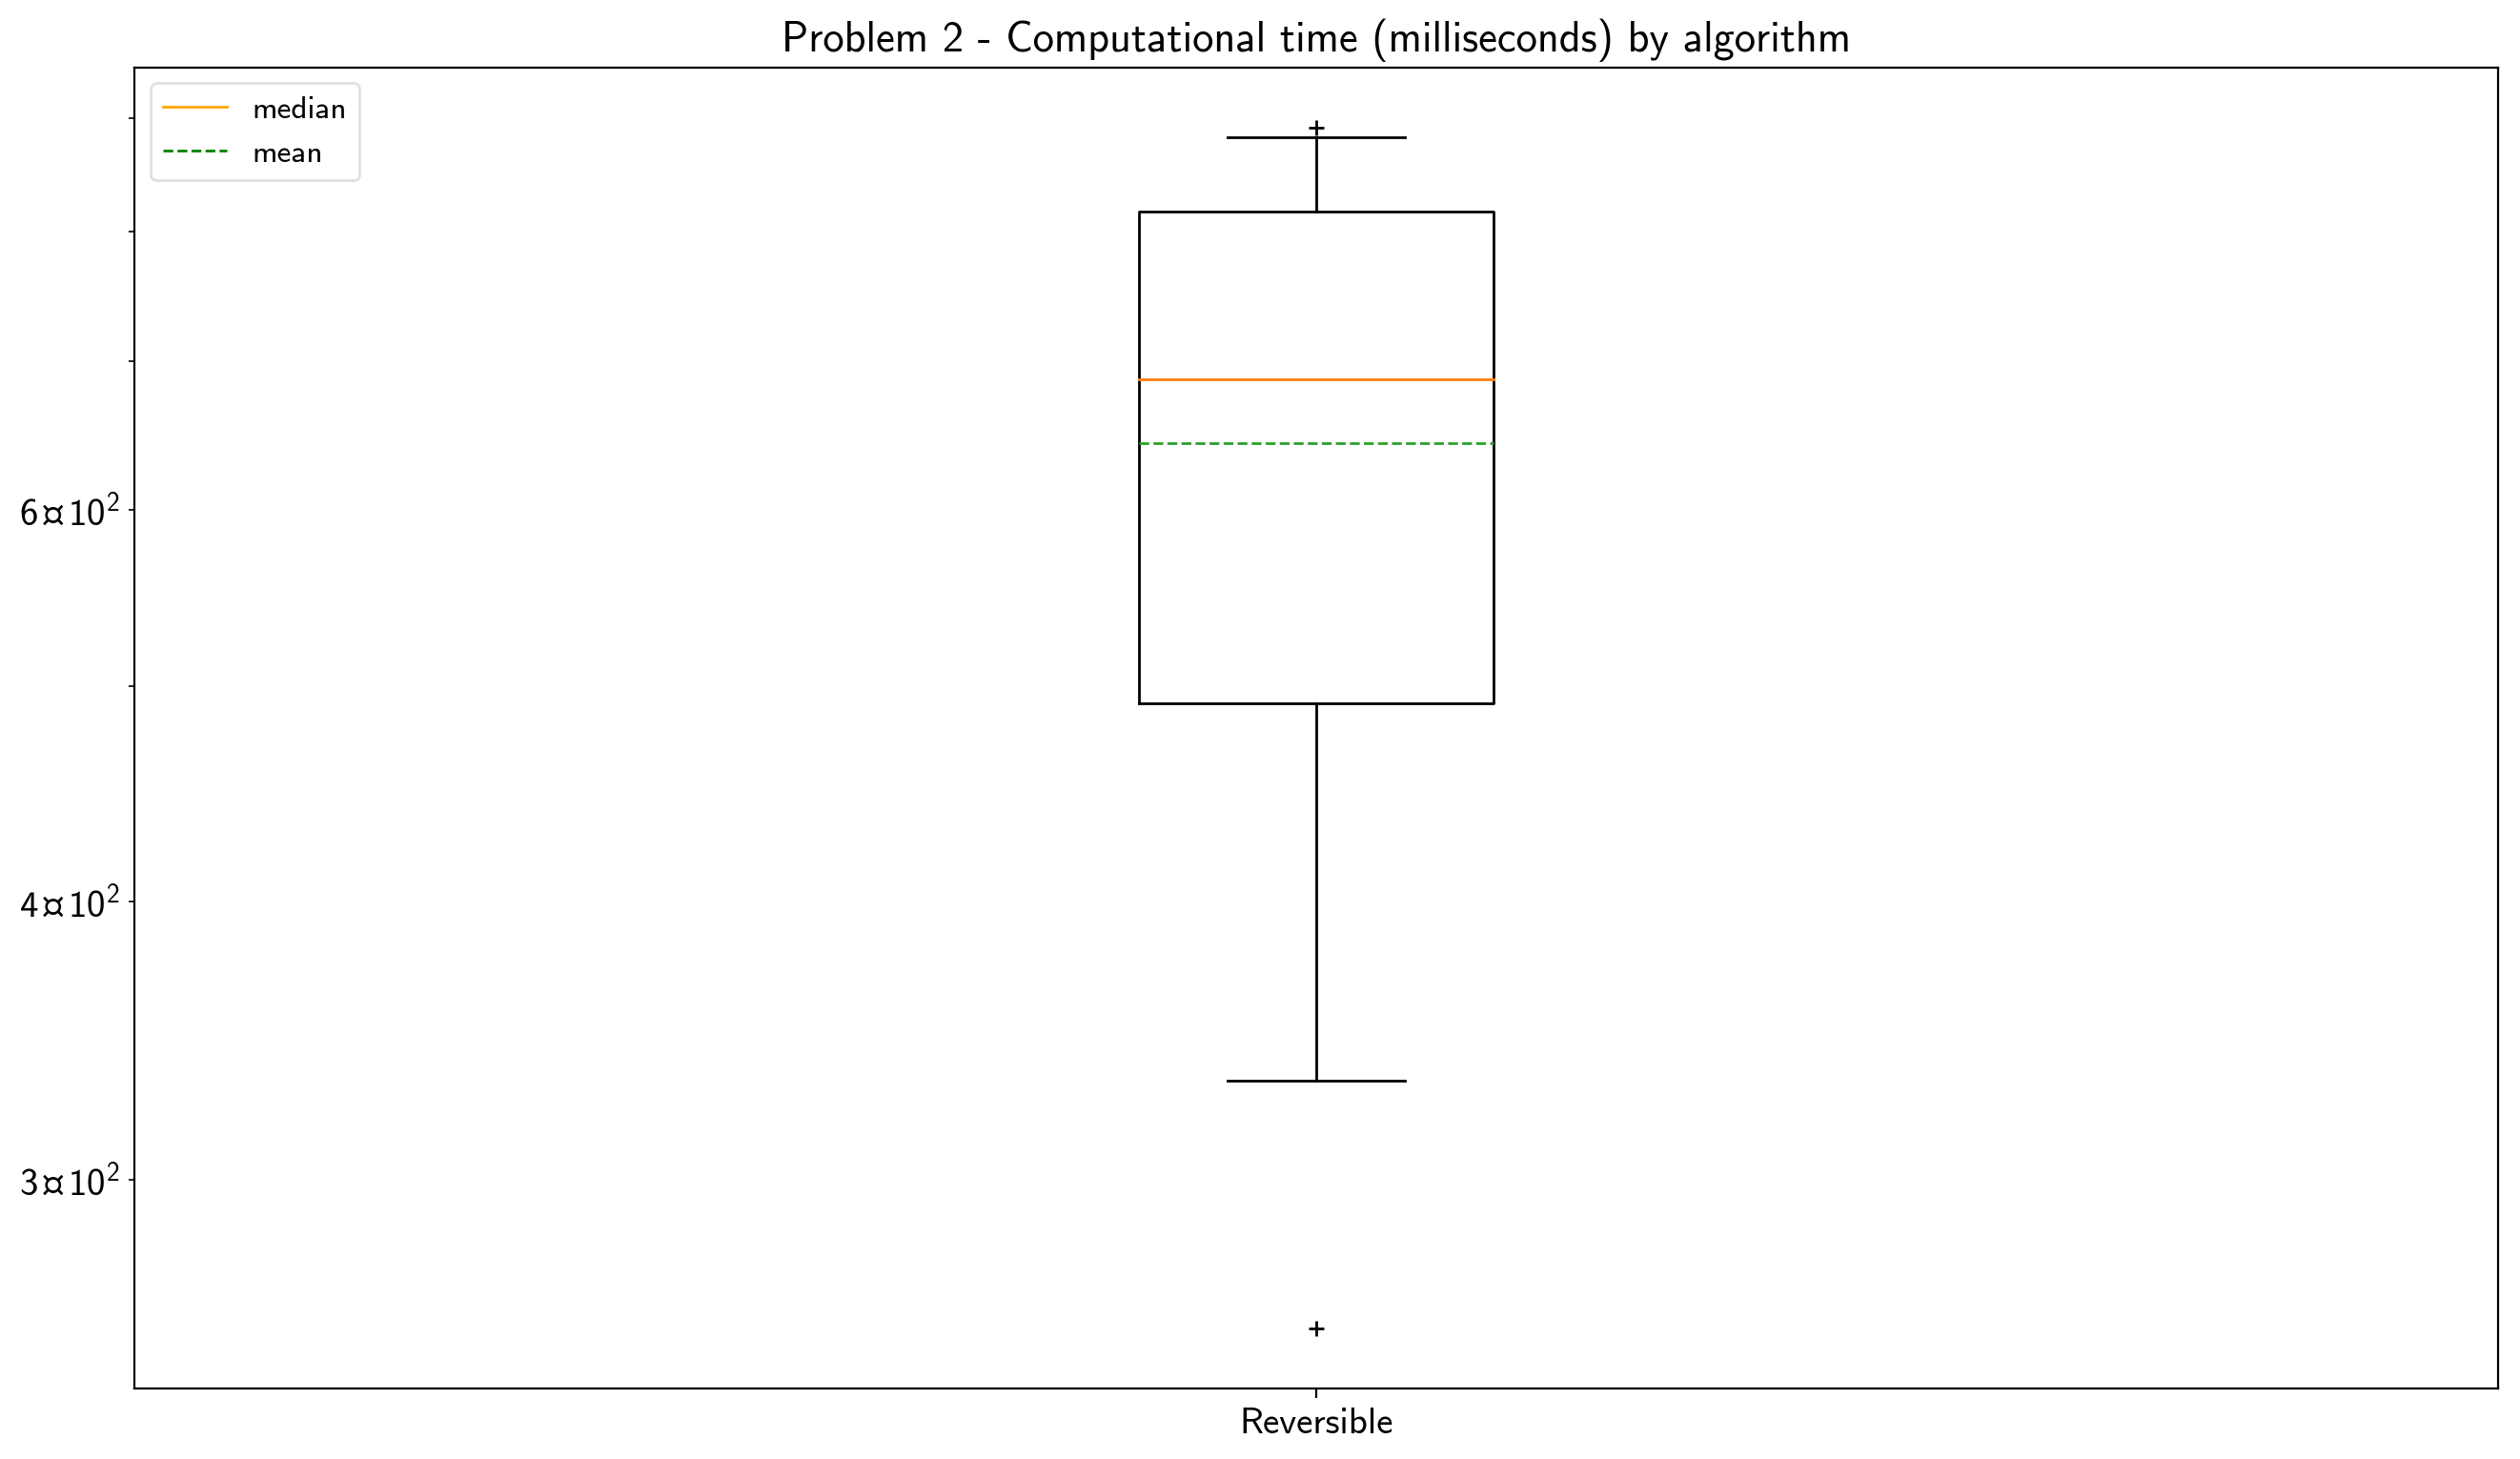 Problem 2 - Computational time (milliseconds) by algorithm
median
mean
6¤10²
4¤10²
3¤10²
Reversible